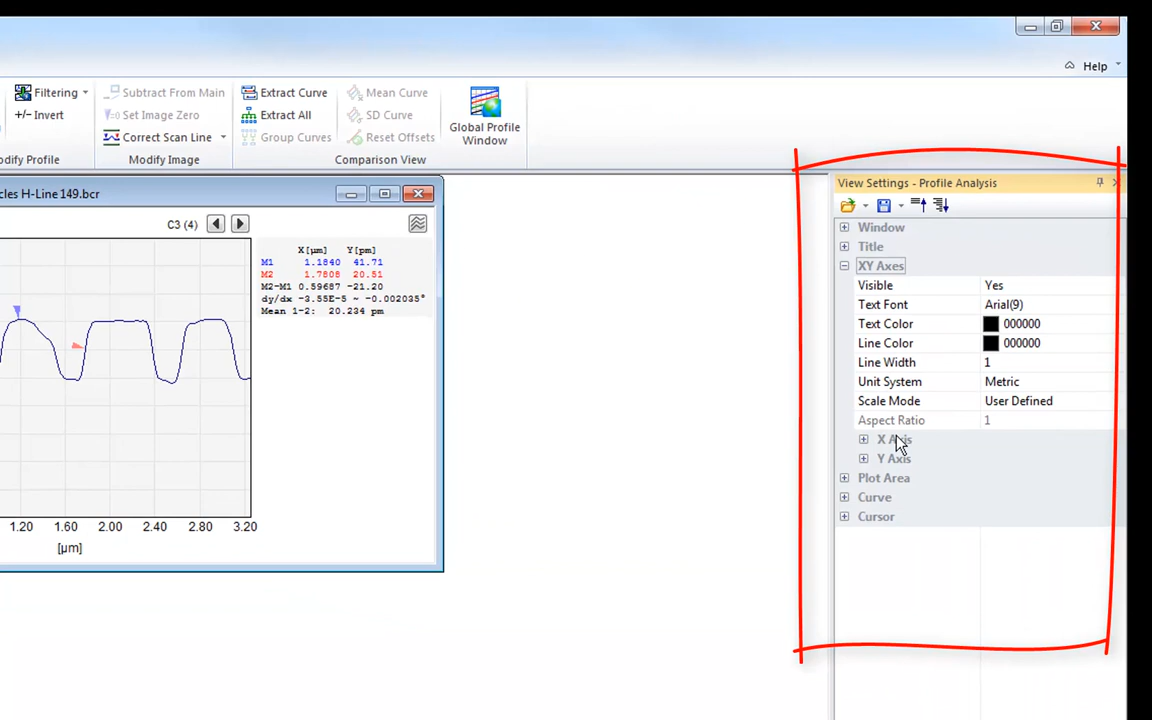 Help
Filtering
Subtract From Main
Extract Curve
Mean Curve
+/- Invert
Set Image Zero
Extract All
SD Curve
Global Profile
Window
Correct Scan Line
Group Curves
Reset Offsets
odify Profile
Modify Image
Comparison View
cles H-Line 149.bcr
C3 (4)
X[µm] Y[pm]
M1 1.1840 41.71
M2 1.7808 20.51
M2-M1 0.59687 -21.20
dy/dx -3.55E-5 ~ -0.002035°
Mean 1-2: 20.234 pm
1.20 1.60 2.00 2.40 2.80 3.20
[µm]
View Settings - Profile Analysis
Window
Title
XY Axes
Visible Yes
Text Font Arial(9)
Text Color 000000
Line Color 000000
Line Width 1
Unit System Metric
Scale Mode User Defined
Aspect Ratio 1
X Axis
Y Axis
Plot Area
Curve
Cursor